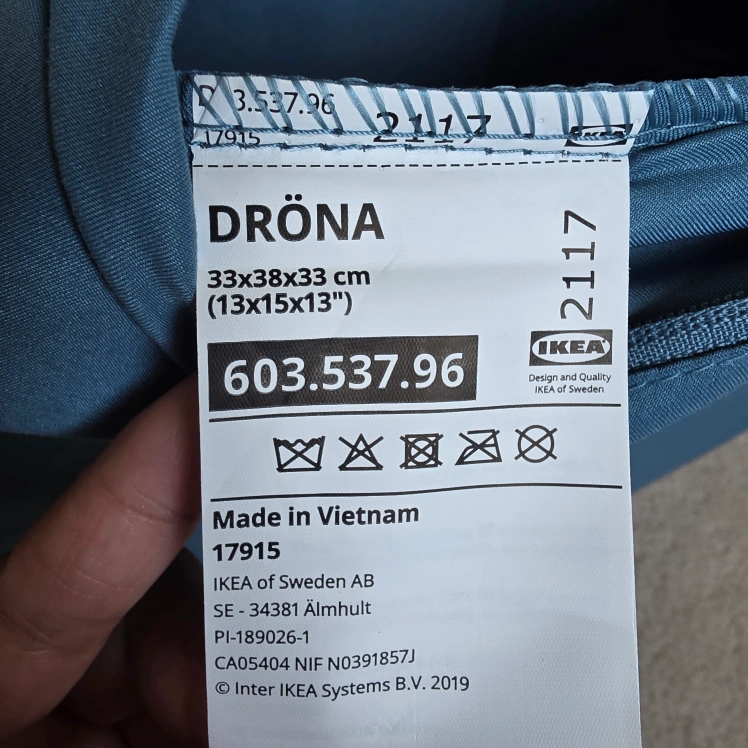 3.537.96
17915
2117
IKEA
DRÖNA
33x38x33 cm
(13x15x13")
2117
603.537.96
IKEA
Design and Quality
IKEA of Sweden
Made in Vietnam
17915
IKEA of Sweden AB
SE - 34381 Älmhult
PI-189026-1
CA05404 NIF N0391857J
© Inter IKEA Systems B.V. 2019